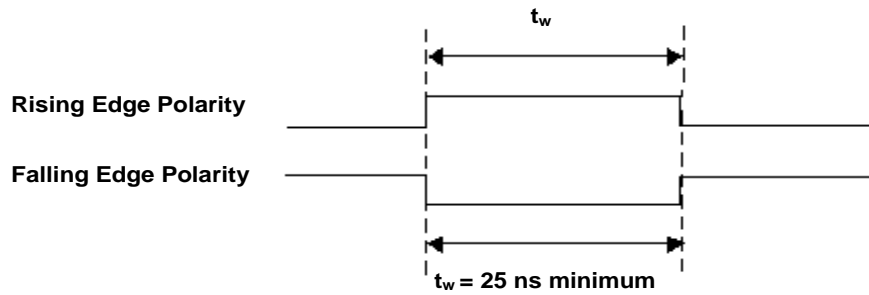 tw
Rising Edge Polarity
Falling Edge Polarity
tw = 25 ns minimum